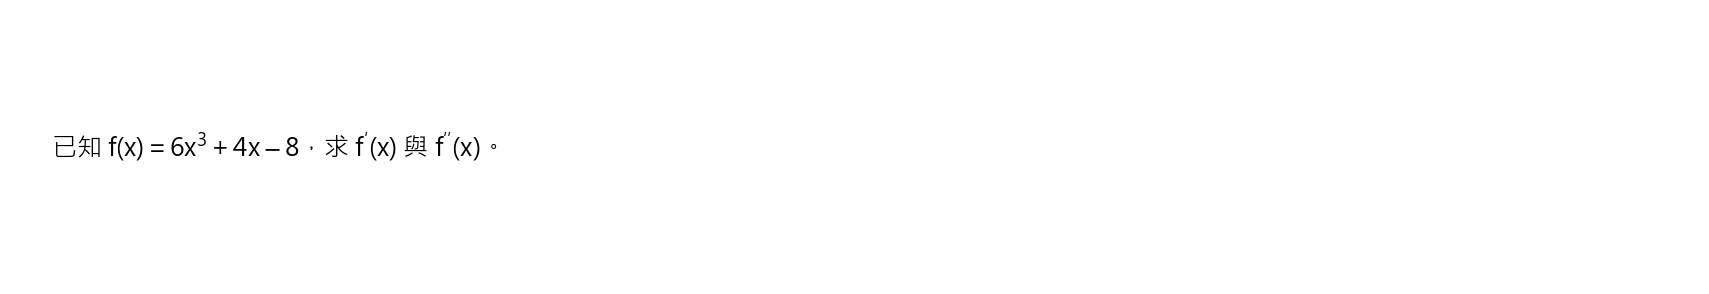 已知 f(x) = 6x³ + 4x – 8，求 f′(x) 與 f′′(x)。